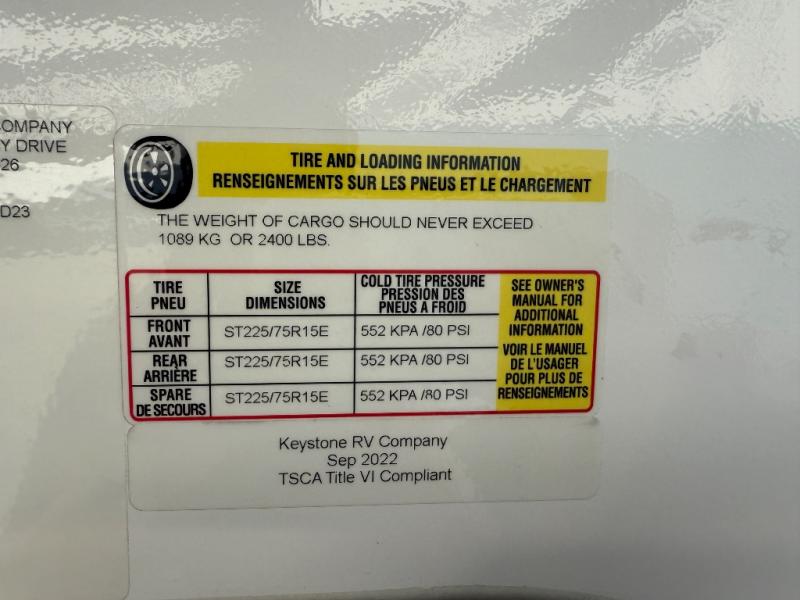 OMPANY
Y DRIVE
26
D23
TIRE AND LOADING INFORMATION
RENSEIGNEMENTS SUR LES PNEUS ET LE CHARGEMENT
THE WEIGHT OF CARGO SHOULD NEVER EXCEED
1089 KG OR 2400 LBS.
TIRE
PNEU
SIZE
DIMENSIONS
COLD TIRE PRESSURE
PRESSION DES
PNEUS A FROID
FRONT
AVANT
ST225/75R15E
552 KPA /80 PSI
REAR
ARRIÈRE
ST225/75R15E
552 KPA /80 PSI
SPARE
DE SECOURS
ST225/75R15E
552 KPA /80 PSI
SEE OWNER'S
MANUAL FOR
ADDITIONAL
INFORMATION
VOIR LE MANUEL
DE L'USAGER
POUR PLUS DE
RENSEIGNEMENTS
Keystone RV Company
Sep 2022
TSCA Title VI Compliant